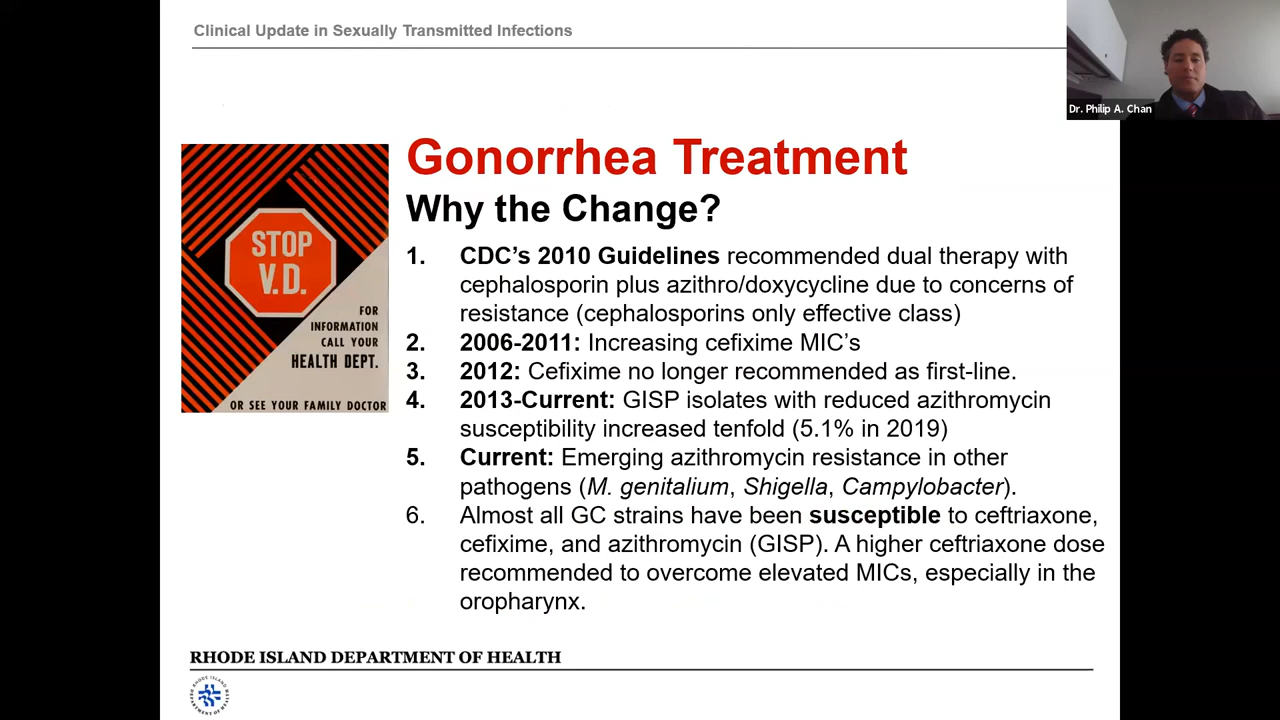 Clinical Update in Sexually Transmitted Infections
Dr. Philip A. Chan
STOP
V.D.
FOR
INFORMATION
CALL YOUR
HEALTH DEPT.
OR SEE YOUR FAMILY DOCTOR
Gonorrhea Treatment
Why the Change?
1. CDC’s 2010 Guidelines recommended dual therapy with
cephalosporin plus azithro/doxycycline due to concerns of
resistance (cephalosporins only effective class)
2. 2006-2011: Increasing cefixime MIC’s
3. 2012: Cefixime no longer recommended as first-line.
4. 2013-Current: GISP isolates with reduced azithromycin
susceptibility increased tenfold (5.1% in 2019)
5. Current: Emerging azithromycin resistance in other
pathogens (M. genitalium, Shigella, Campylobacter).
6. Almost all GC strains have been susceptible to ceftriaxone,
cefixime, and azithromycin (GISP). A higher ceftriaxone dose
recommended to overcome elevated MICs, especially in the
oropharynx.
RHODE ISLAND DEPARTMENT OF HEALTH